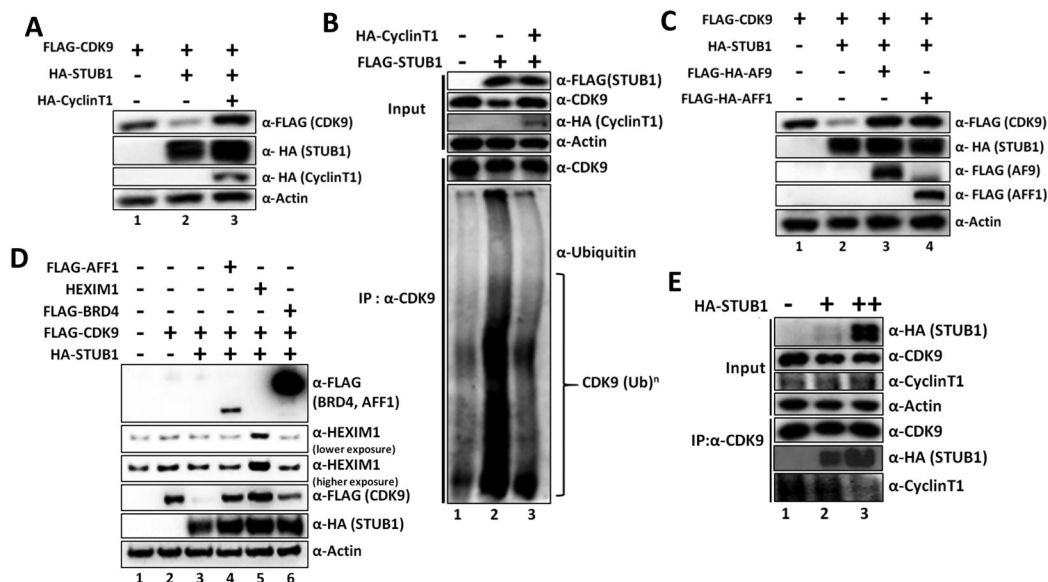 A
FLAG-CDK9 + + +
HA-STUB1 - + +
HA-CyclinT1 - - +
α-FLAG (CDK9)
α- HA (STUB1)
α- HA (CyclinT1)
α-Actin
1 2 3
B
HA-CyclinT1 - - +
FLAG-STUB1 - + +
Input
α-FLAG(STUB1)
α-CDK9
α-HA (CyclinT1)
α-Actin
IP : α-CDK9
α-CDK9
α-Ubiquitin
CDK9 (Ub)ⁿ
1 2 3
C
FLAG-CDK9 + + + +
HA-STUB1 - + + +
FLAG-HA-AF9 - - + -
FLAG-HA-AFF1 - - - +
α-FLAG (CDK9)
α- HA (STUB1)
α- FLAG (AF9)
α- FLAG (AFF1)
α-Actin
1 2 3 4
D
FLAG-AFF1 - - - + - -
HEXIM1 - - - - + -
FLAG-BRD4 - - - - - +
FLAG-CDK9 - + + + + +
HA-STUB1 - - + + + +
α-FLAG
(BRD4, AFF1)
α-HEXIM1
(lower exposure)
α-HEXIM1
(higher exposure)
α-FLAG (CDK9)
α-HA (STUB1)
α-Actin
1 2 3 4 5 6
E
HA-STUB1 - + ++
Input
α-HA (STUB1)
α-CDK9
α-CyclinT1
α-Actin
IP:α-CDK9
α-CDK9
α-HA (STUB1)
α-CyclinT1
1 2 3